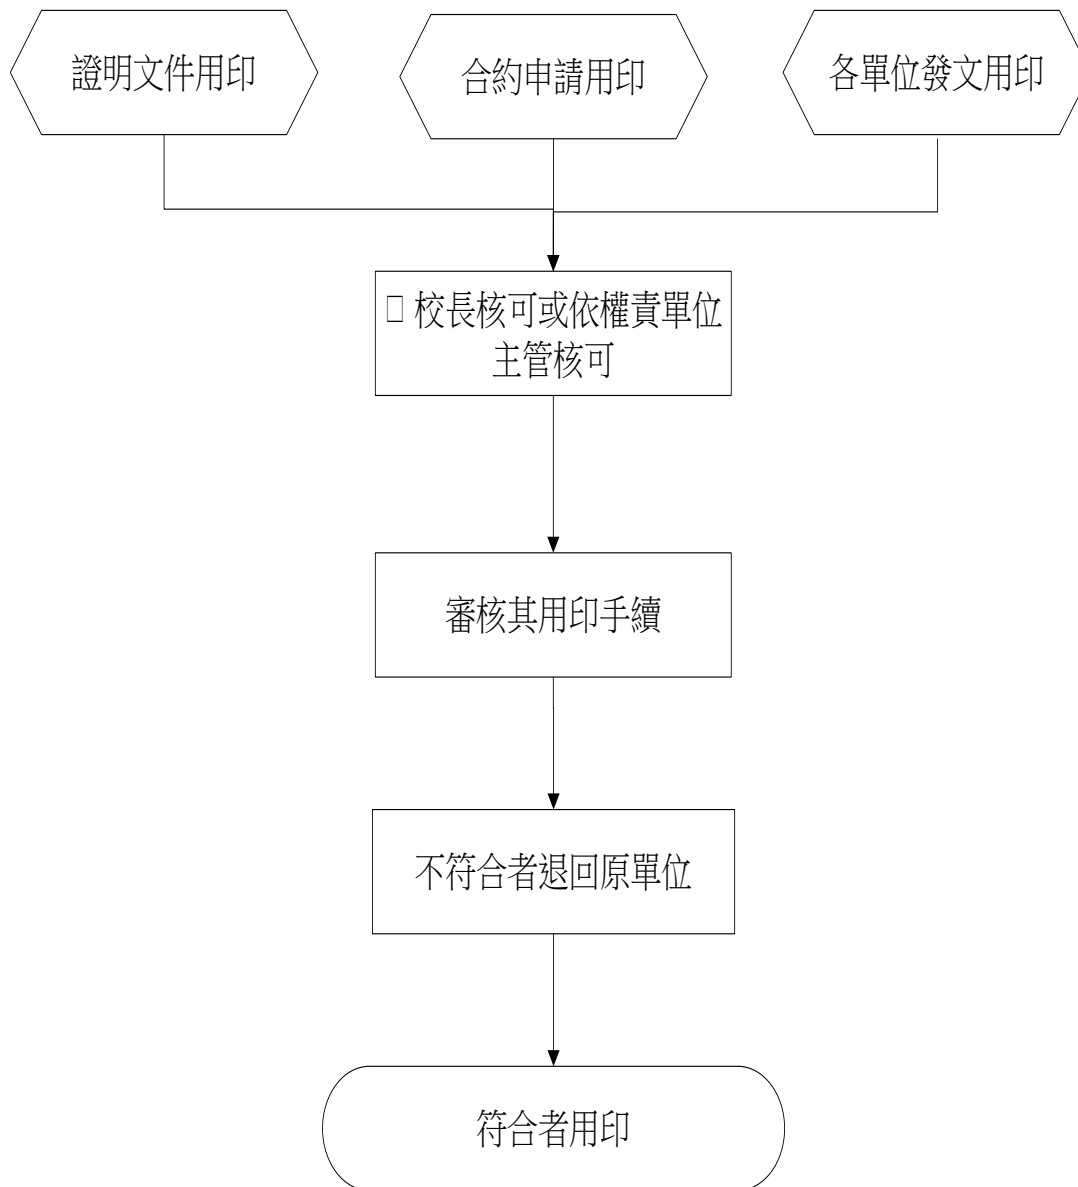 證明文件用印
合約申請用印
各單位發文用印
校長核可或依權責單位
主管核可
審核其用印手續
不符合者退回原單位
符合者用印